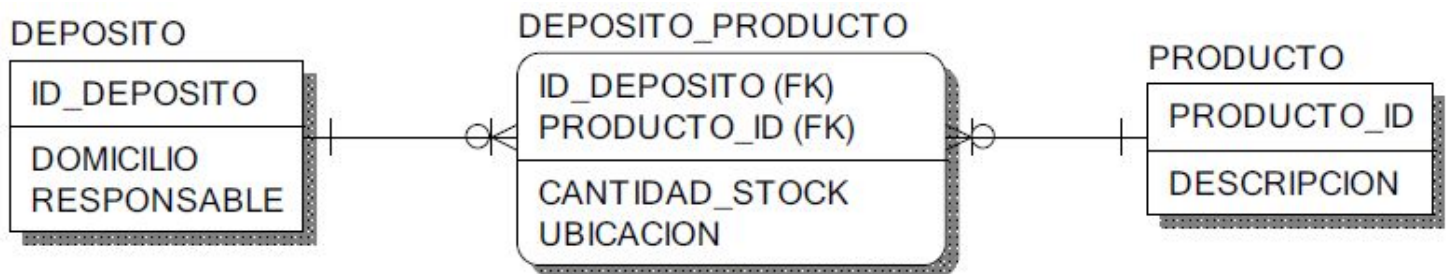 DEPOSITO
ID_DEPOSITO
DOMICILIO
RESPONSABLE
DEPOSITO_PRODUCTO
ID_DEPOSITO (FK)
PRODUCTO_ID (FK)
CANTIDAD_STOCK
UBICACION
PRODUCTO
PRODUCTO_ID
DESCRIPCION